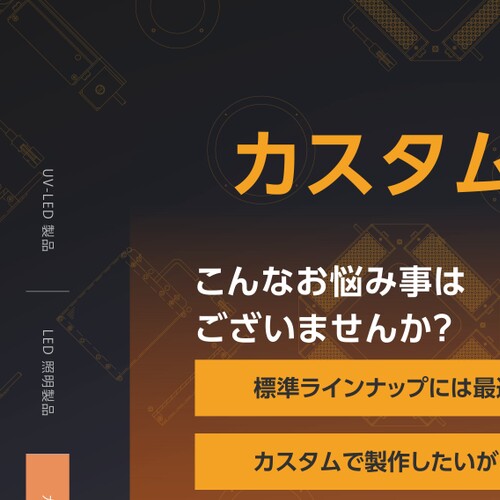 カスタム
こんなお悩み事は
ございませんか?
標準ラインナップには最適
カスタムで製作したいが
UV-LED 製品
LED 照明製品
カ